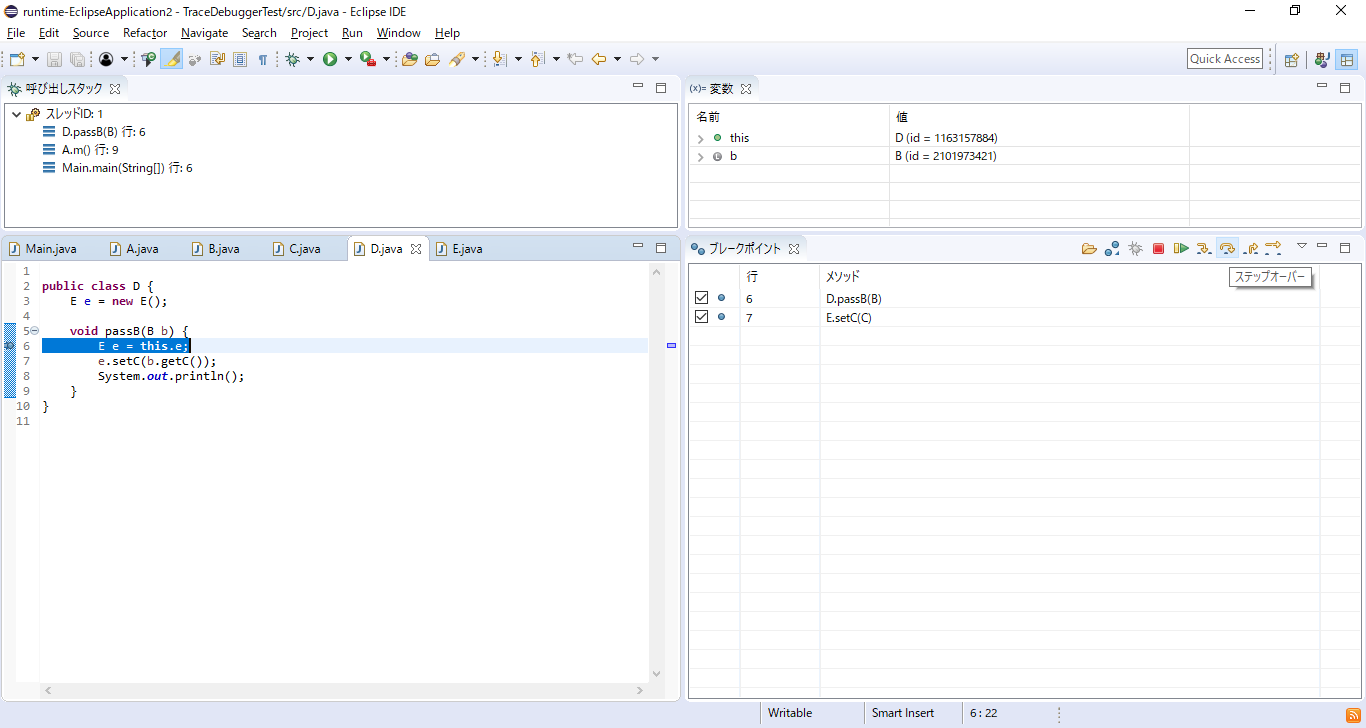 runtime-EclipseApplication2 - TraceDebuggerTest/src/D.java - Eclipse IDE
File Edit Source Refactor Navigate Search Project Run Window Help
Quick Access
呼び出しスタック
スレッドID: 1
D.passB(B) 行: 6
A.m() 行: 9
Main.main(String[]) 行: 6
(x)= 変数
名前 値
this D (id = 1163157884)
b B (id = 2101973421)
Main.java A.java B.java C.java D.java E.java
1
2 public class D {
3 E e = new E();
4
5 void passB(B b) {
6 E e = this.e;
7 e.setC(b.getC());
8 System.out.println();
9 }
10 }
11
ブレークポイント
行 メソッド
ステップオーバー
6 D.passB(B)
7 E.setC(C)
Writable Smart Insert 6 : 22